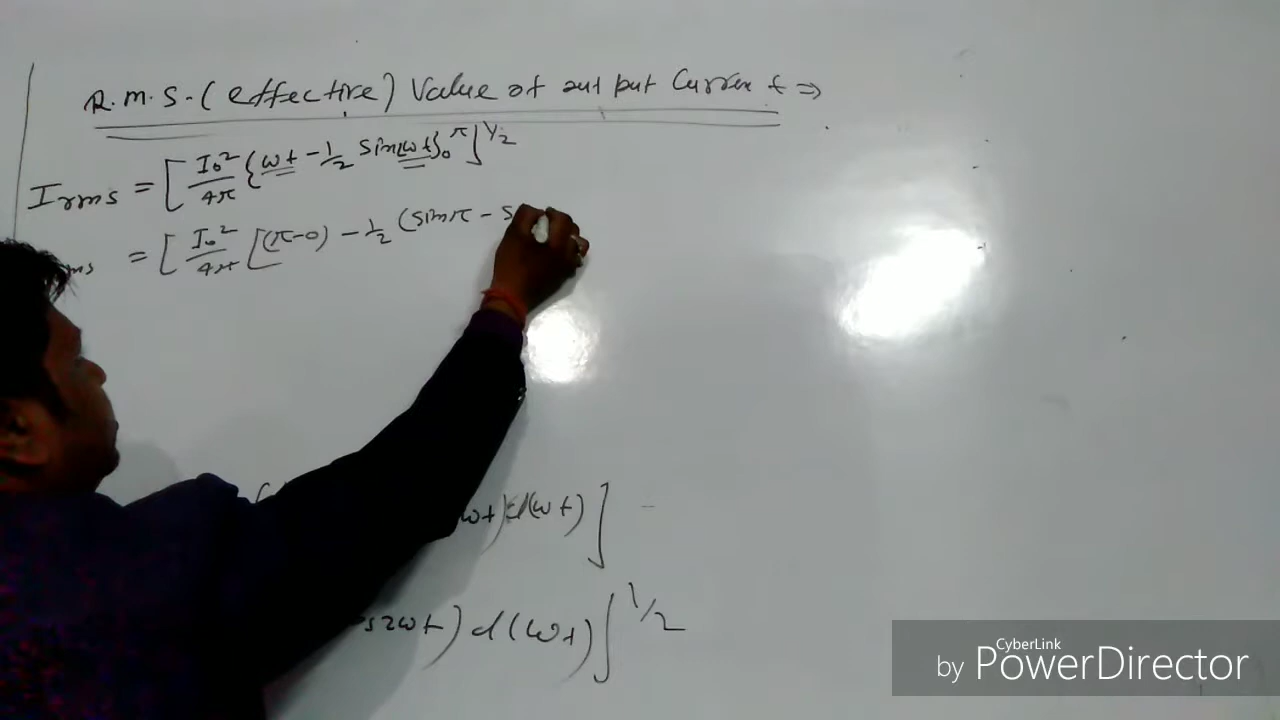 R.M.S. (effective) Value of out put Current ⇒
Irms = [ I₀²/4π { ωt - 1/2 sin2ωt }₀^π ]^1/2
ms = [ I₀²/4π [(π-0) - 1/2 (sinπ - s
ωt) d(ωt) ]
s2ωt) d(ωt) ]^1/2
CyberLink
by PowerDirector